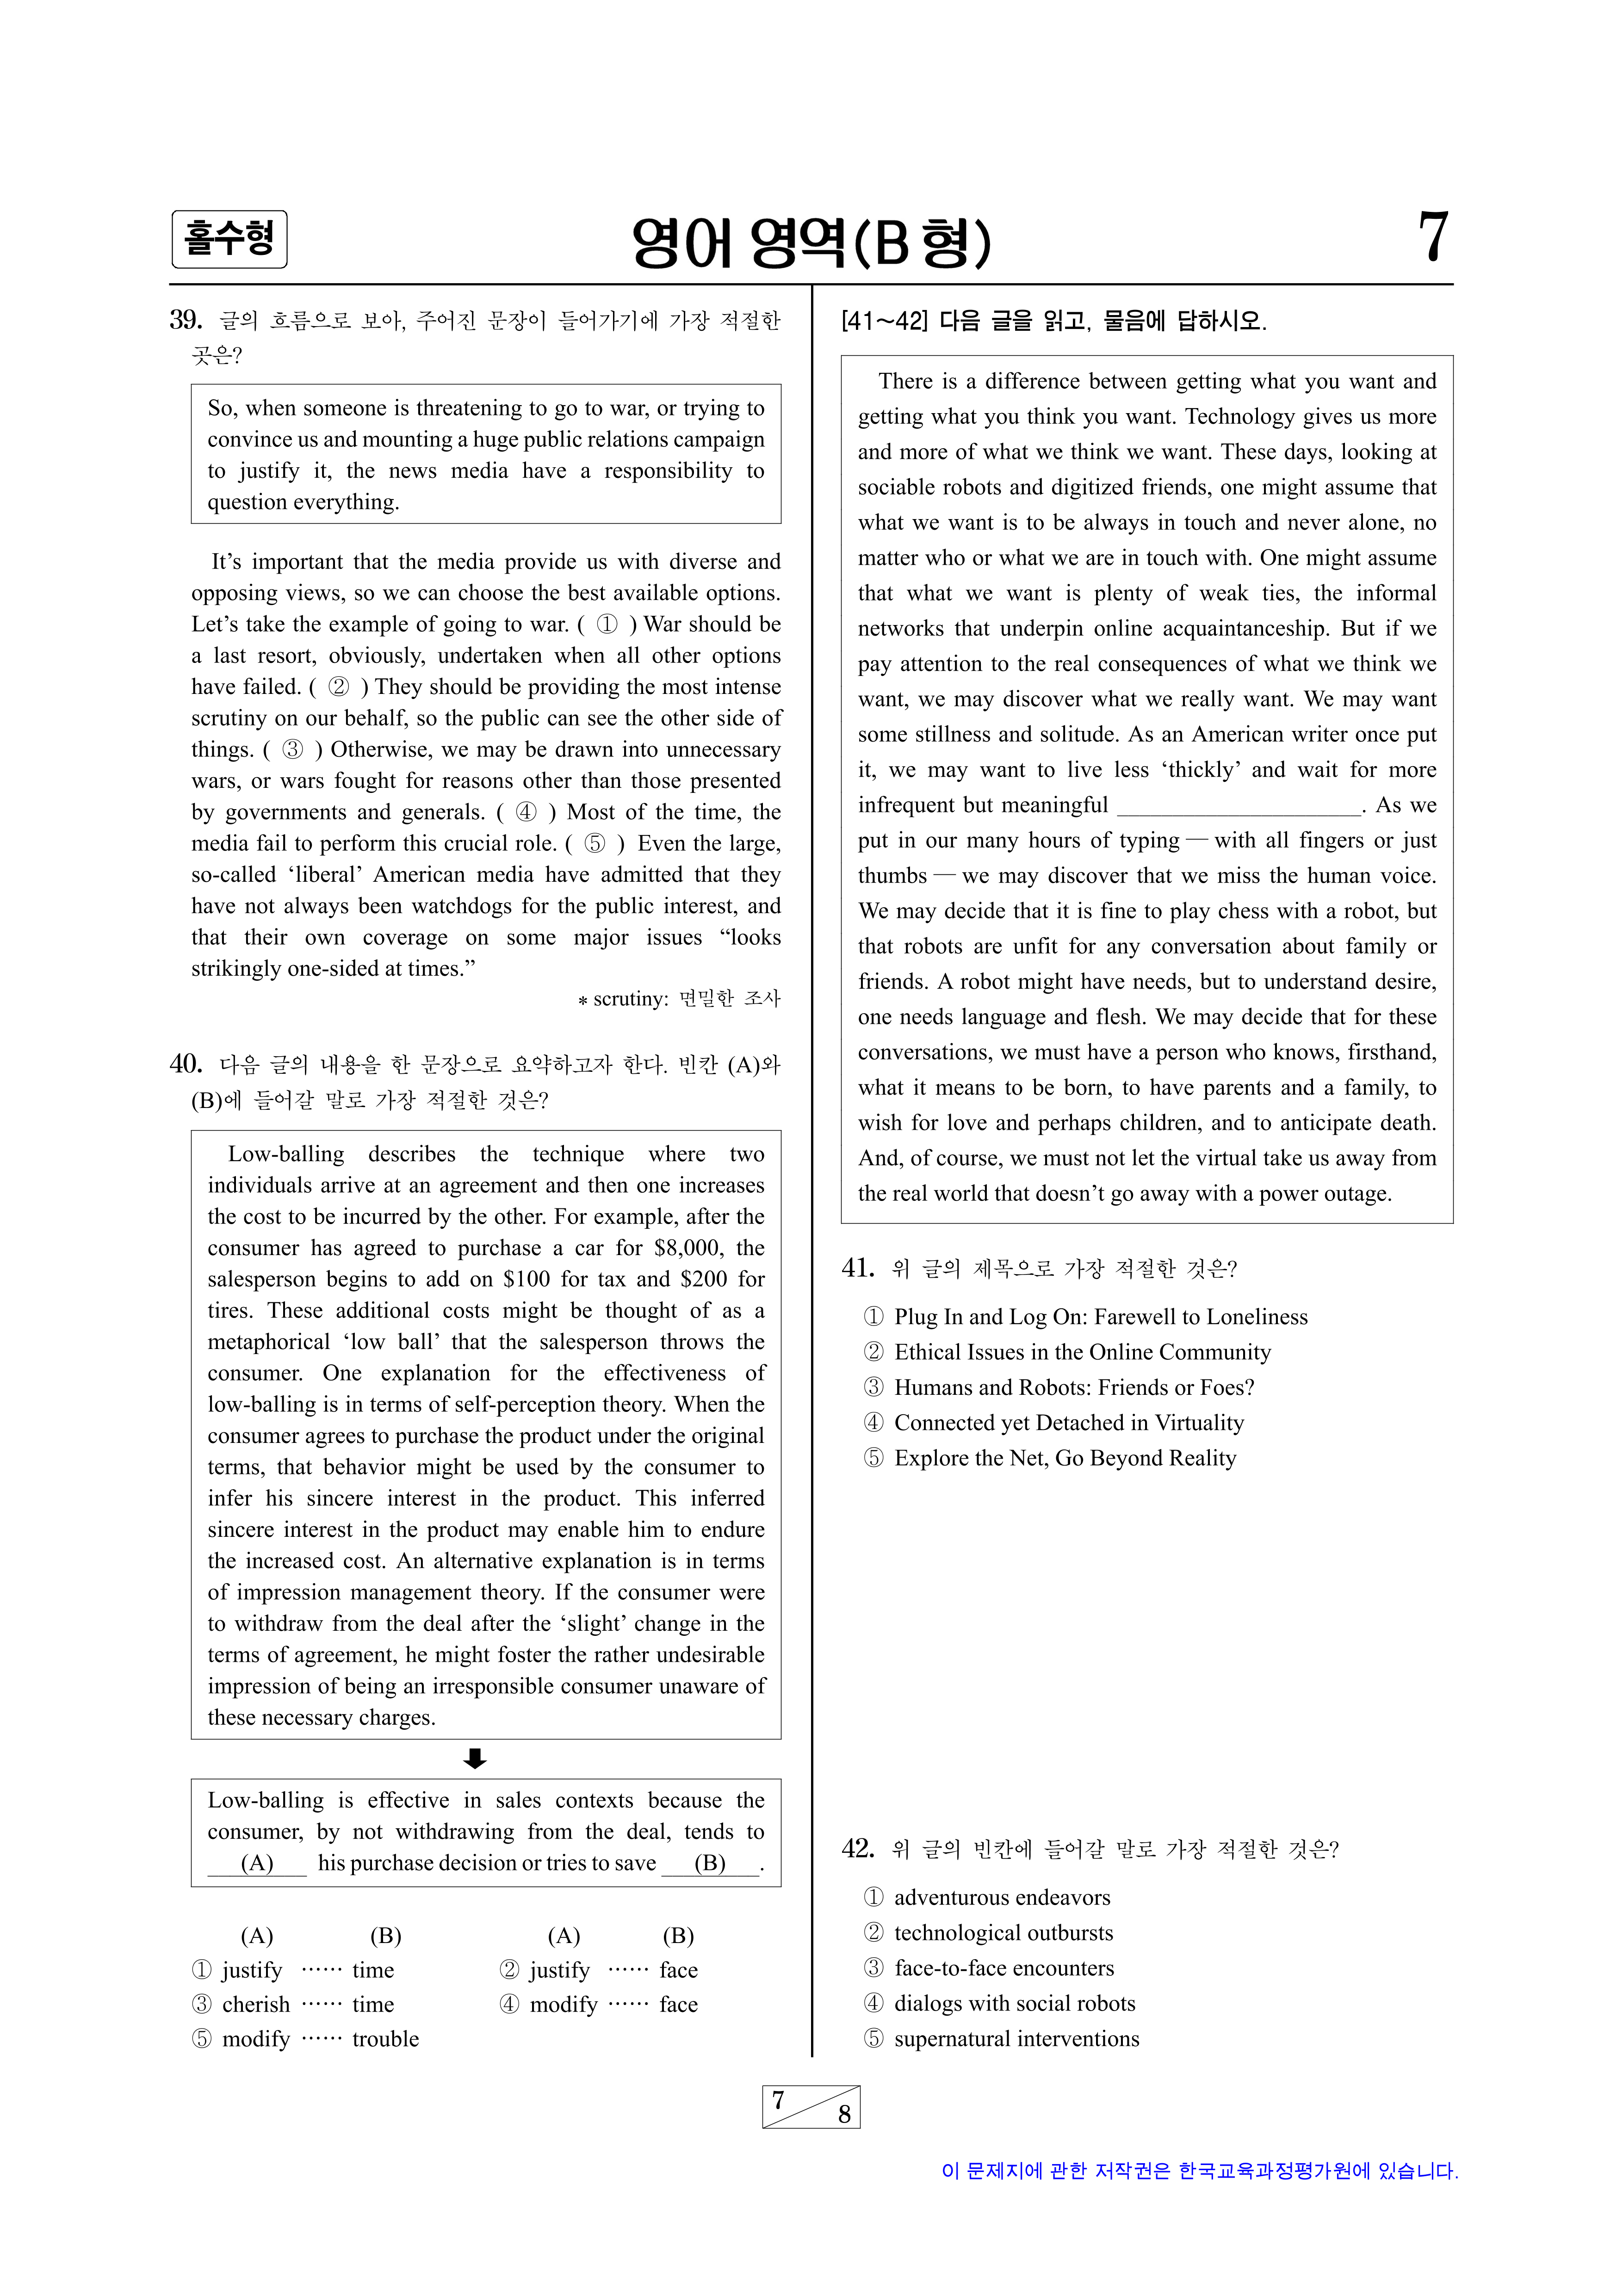 홀수형
영어 영역(B 형)
7
39. 글의 흐름으로 보아, 주어진 문장이 들어가기에 가장 적절한
곳은?
So, when someone is threatening to go to war, or trying to
convince us and mounting a huge public relations campaign
to justify it, the news media have a responsibility to
question everything.
It's important that the media provide us with diverse and
opposing views, so we can choose the best available options.
Let's take the example of going to war. ( ① ) War should be
a last resort, obviously, undertaken when all other options
have failed. ( ② ) They should be providing the most intense
scrutiny on our behalf, so the public can see the other side of
things. ( ③ ) Otherwise, we may be drawn into unnecessary
wars, or wars fought for reasons other than those presented
by governments and generals. ( ④ ) Most of the time, the
media fail to perform this crucial role. ( ⑤ ) Even the large,
so-called ‘liberal’ American media have admitted that they
have not always been watchdogs for the public interest, and
that their own coverage on some major issues “looks
strikingly one-sided at times.”
* scrutiny: 면밀한 조사
40. 다음 글의 내용을 한 문장으로 요약하고자 한다. 빈칸 (A)와
(B)에 들어갈 말로 가장 적절한 것은?
Low-balling describes the technique where two
individuals arrive at an agreement and then one increases
the cost to be incurred by the other. For example, after the
consumer has agreed to purchase a car for $8,000, the
salesperson begins to add on $100 for tax and $200 for
tires. These additional costs might be thought of as a
metaphorical ‘low ball’ that the salesperson throws the
consumer. One explanation for the effectiveness of
low-balling is in terms of self-perception theory. When the
consumer agrees to purchase the product under the original
terms, that behavior might be used by the consumer to
infer his sincere interest in the product. This inferred
sincere interest in the product may enable him to endure
the increased cost. An alternative explanation is in terms
of impression management theory. If the consumer were
to withdraw from the deal after the ‘slight’ change in the
terms of agreement, he might foster the rather undesirable
impression of being an irresponsible consumer unaware of
these necessary charges.
Low-balling is effective in sales contexts because the
consumer, by not withdrawing from the deal, tends to
(A) his purchase decision or tries to save (B) .
(A) (B) (A) (B)
① justify ······ time ② justify ······ face
③ cherish ······ time ④ modify ······ face
⑤ modify ······ trouble
[41～42] 다음 글을 읽고, 물음에 답하시오.
There is a difference between getting what you want and
getting what you think you want. Technology gives us more
and more of what we think we want. These days, looking at
sociable robots and digitized friends, one might assume that
what we want is to be always in touch and never alone, no
matter who or what we are in touch with. One might assume
that what we want is plenty of weak ties, the informal
networks that underpin online acquaintanceship. But if we
pay attention to the real consequences of what we think we
want, we may discover what we really want. We may want
some stillness and solitude. As an American writer once put
it, we may want to live less ‘thickly’ and wait for more
infrequent but meaningful ____________________. As we
put in our many hours of typing — with all fingers or just
thumbs — we may discover that we miss the human voice.
We may decide that it is fine to play chess with a robot, but
that robots are unfit for any conversation about family or
friends. A robot might have needs, but to understand desire,
one needs language and flesh. We may decide that for these
conversations, we must have a person who knows, firsthand,
what it means to be born, to have parents and a family, to
wish for love and perhaps children, and to anticipate death.
And, of course, we must not let the virtual take us away from
the real world that doesn't go away with a power outage.
41. 위 글의 제목으로 가장 적절한 것은?
① Plug In and Log On: Farewell to Loneliness
② Ethical Issues in the Online Community
③ Humans and Robots: Friends or Foes?
④ Connected yet Detached in Virtuality
⑤ Explore the Net, Go Beyond Reality
42. 위 글의 빈칸에 들어갈 말로 가장 적절한 것은?
① adventurous endeavors
② technological outbursts
③ face-to-face encounters
④ dialogs with social robots
⑤ supernatural interventions
7
8
이 문제지에 관한 저작권은 한국교육과정평가원에 있습니다.